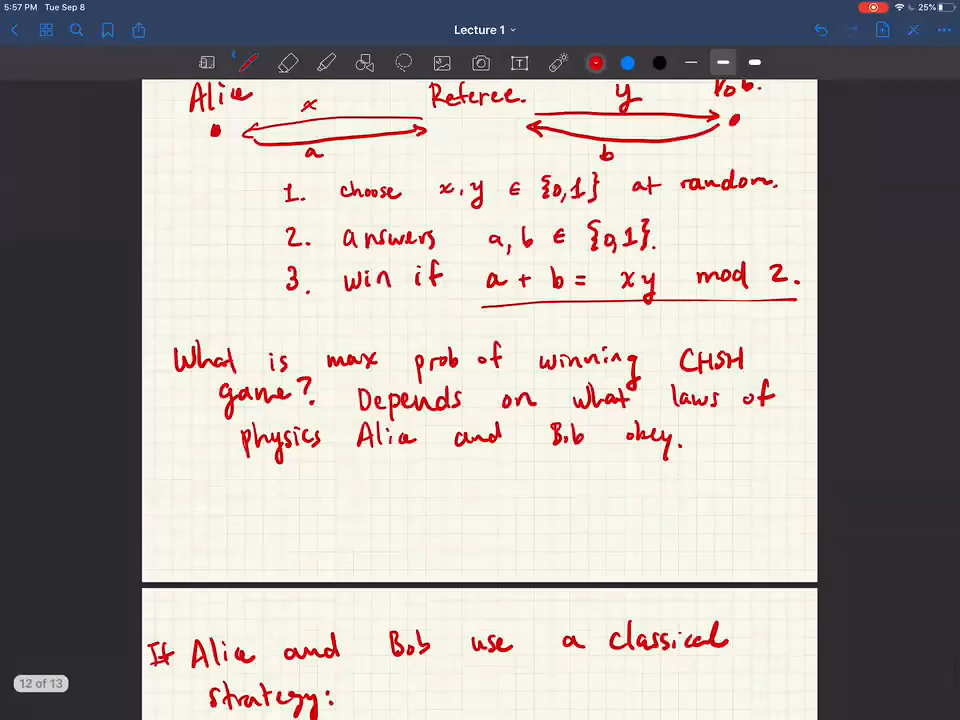 5:57 PM Tue Sep 8
25%
Lecture 1
Alice x Referee. y Bob.
a b
1. choose x, y ∈ {0,1} at random.
2. answers a, b ∈ {0,1}.
3. win if a + b = xy mod 2.
What is max prob of winning CHSH
game? Depends on what laws of
physics Alice and Bob obey.
If Alice and Bob use a classical
12 of 13
strategy: